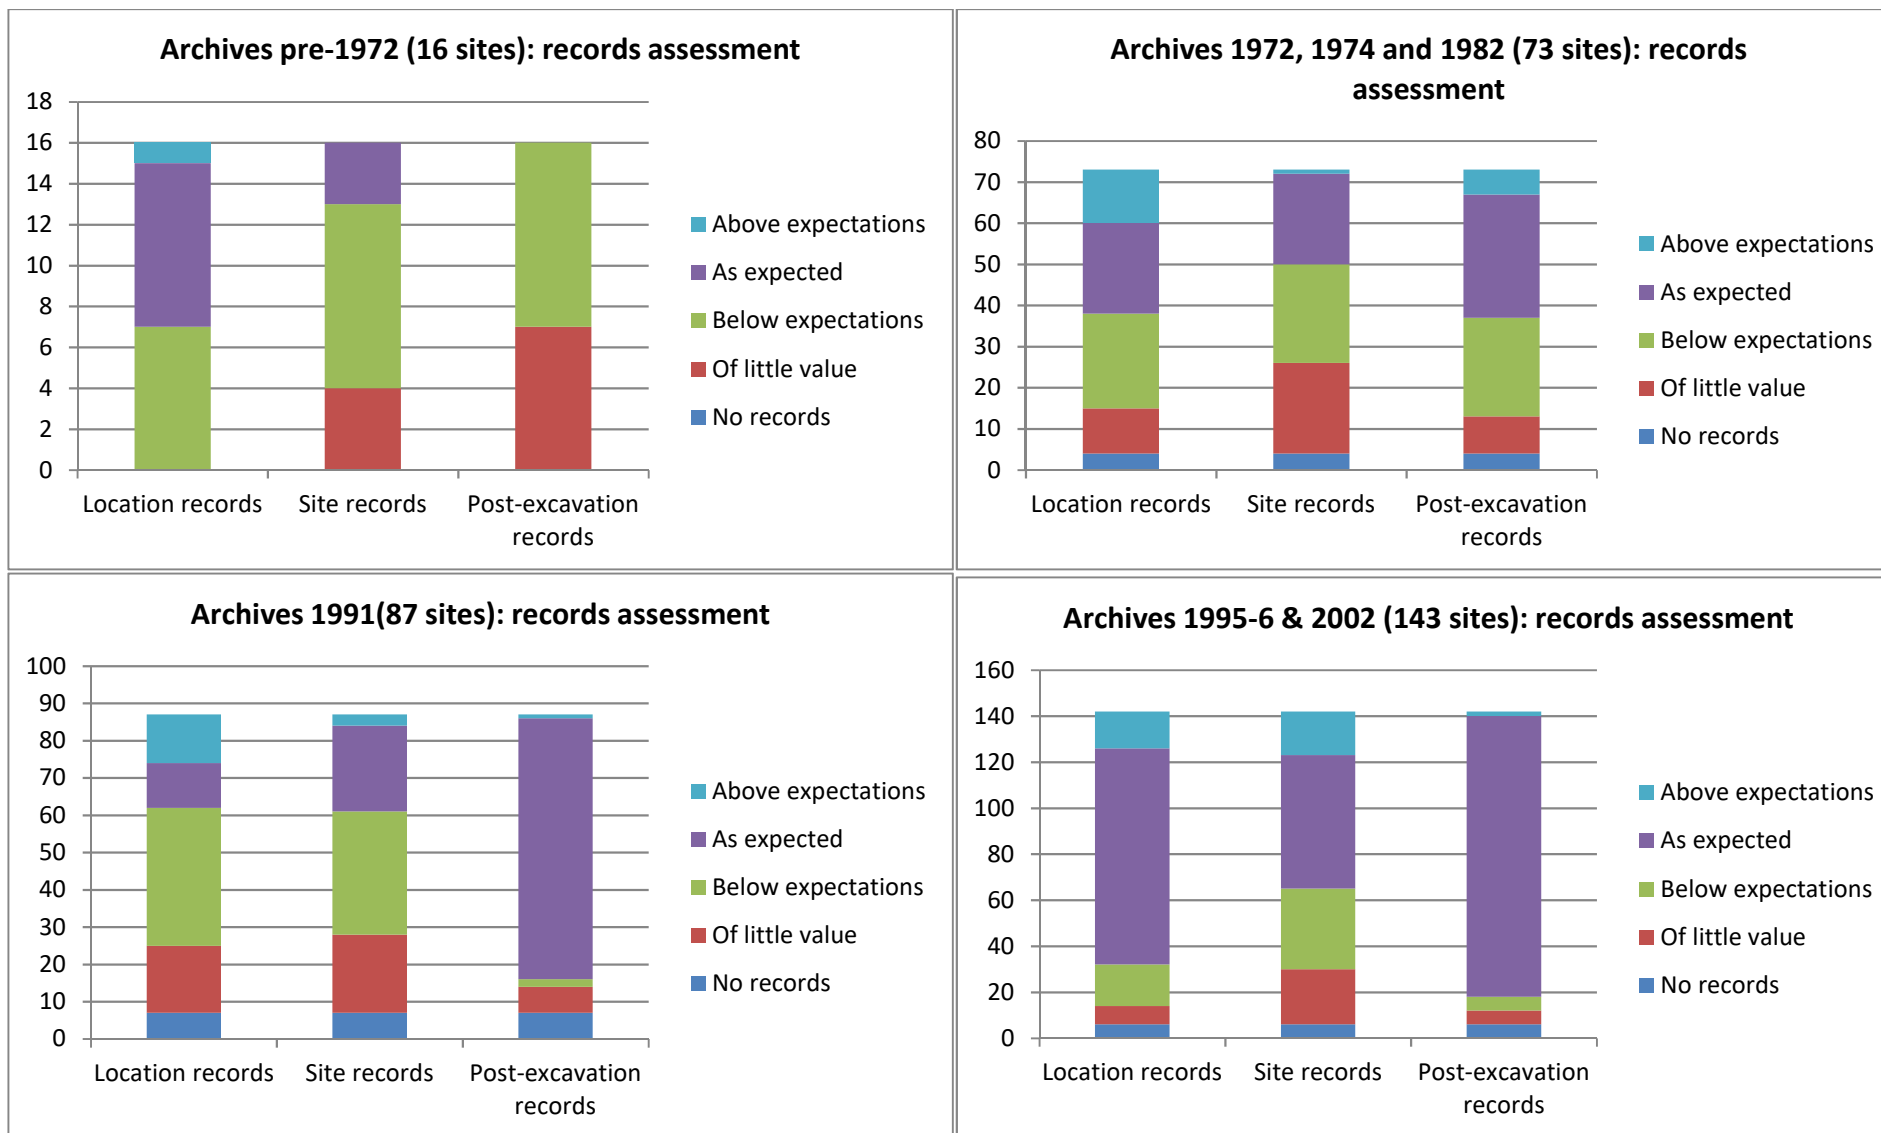 Archives pre-1972 (16 sites): records assessment
18
16
14
12
10
8
6
4
2
0
Location records
Site records
Post-excavation
records
Above expectations
As expected
Below expectations
Of little value
No records
Archives 1972, 1974 and 1982 (73 sites): records
assessment
80
70
60
50
40
30
20
10
0
Location records
Site records
Post-excavation
records
Above expectations
As expected
Below expectations
Of little value
No records
Archives 1991(87 sites): records assessment
100
90
80
70
60
50
40
30
20
10
0
Location records
Site records
Post-excavation
records
Above expectations
As expected
Below expectations
Of little value
No records
Archives 1995-6 & 2002 (143 sites): records assessment
160
140
120
100
80
60
40
20
0
Location records
Site records
Post-excavation
records
Above expectations
As expected
Below expectations
Of little value
No records